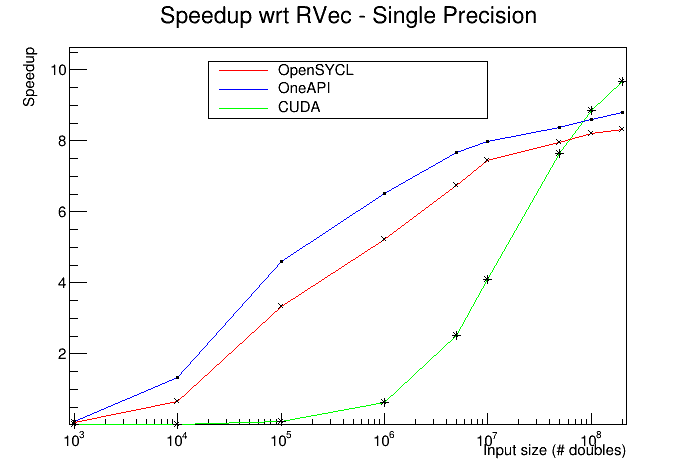 Speedup wrt RVec - Single Precision
Speedup
OpenSYCL
OneAPI
CUDA
10
8
6
4
2
10³ 10⁴ 10⁵ 10⁶ 10⁷ 10⁸
Input size (# doubles)